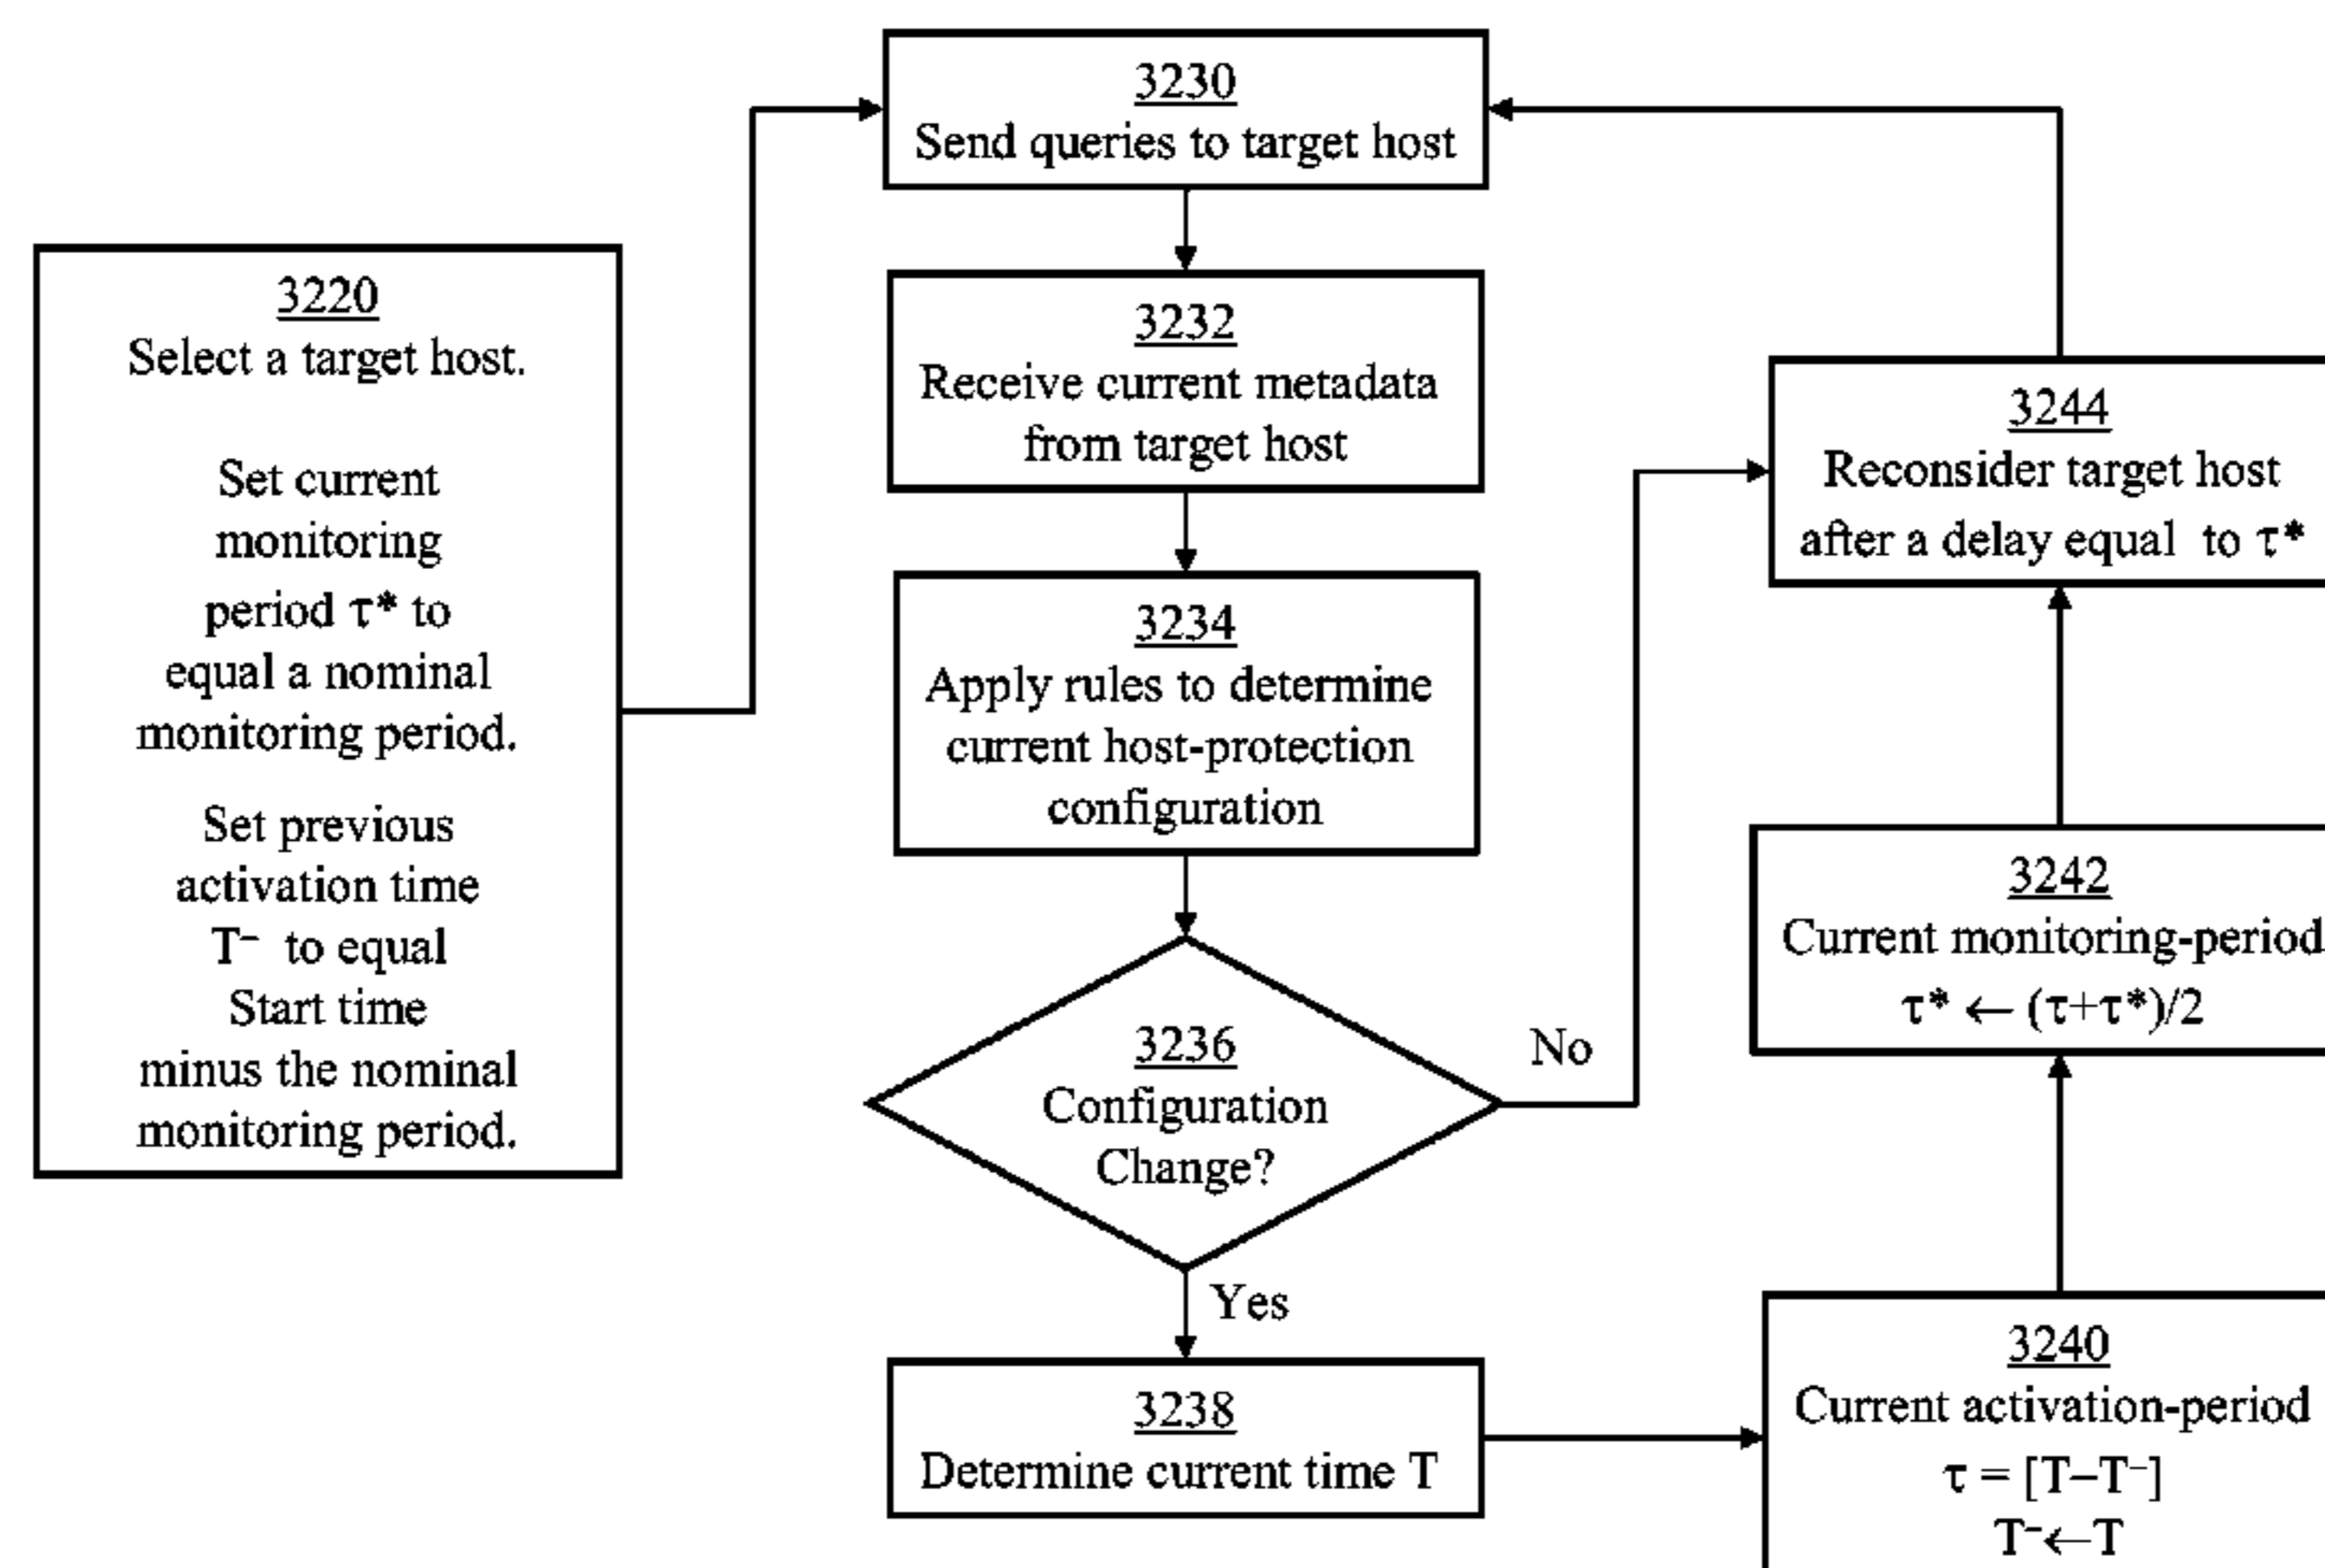 3220
Select a target host.
Set current
monitoring
period τ* to
equal a nominal
monitoring period.
Set previous
activation time
T⁻ to equal
Start time
minus the nominal
monitoring period.
3230
Send queries to target host
3232
Receive current metadata
from target host
3234
Apply rules to determine
current host-protection
configuration
3236
Configuration
Change?
No
Yes
3238
Determine current time T
3240
Current activation-period
τ = [T–T⁻]
T⁻←T
3242
Current monitoring-period
τ* ← (τ+τ*)/2
3244
Reconsider target host
after a delay equal to τ*